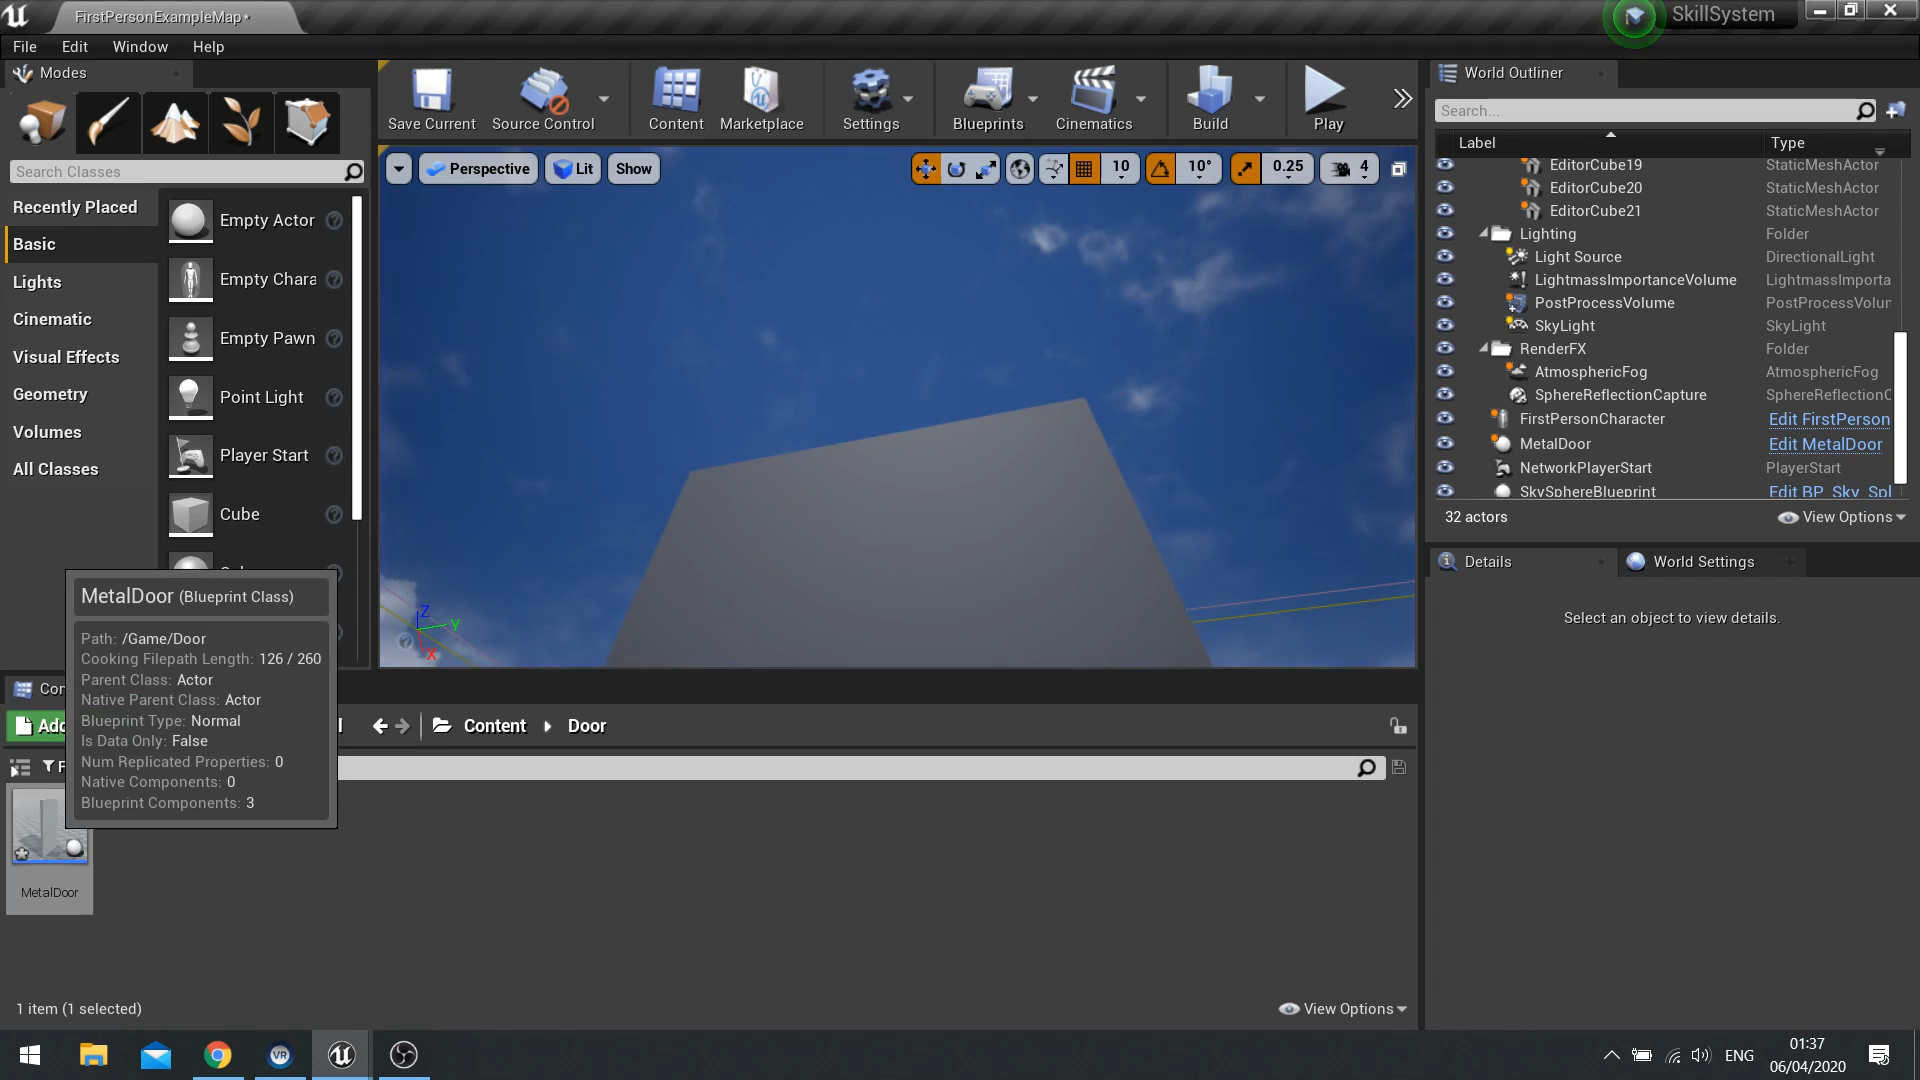 FirstPersonExampleMap*
SkillSystem
File Edit Window Help
Modes
Search Classes
Recently Placed
Basic
Lights
Cinematic
Visual Effects
Geometry
Volumes
All Classes
Empty Actor
Empty Chara
Empty Pawn
Point Light
Player Start
Cube
Save Current
Source Control
Content
Marketplace
Settings
Blueprints
Cinematics
Build
Play
Perspective
Lit
Show
10
10°
0.25
4
Z
Y
X
World Outliner
Search...
Label Type
EditorCube19 StaticMeshActor
EditorCube20 StaticMeshActor
EditorCube21 StaticMeshActor
Lighting Folder
Light Source DirectionalLight
LightmassImportanceVolume LightmassImporta
PostProcessVolume PostProcessVolur
SkyLight SkyLight
RenderFX Folder
AtmosphericFog AtmosphericFog
SphereReflectionCapture SphereReflectionC
FirstPersonCharacter Edit FirstPerson
MetalDoor Edit MetalDoor
NetworkPlayerStart PlayerStart
SkySphereBlueprint Edit BP_Sky_Spl
32 actors
View Options
Details
World Settings
Select an object to view details.
MetalDoor (Blueprint Class)
Path: /Game/Door
Cooking Filepath Length: 126 / 260
Parent Class: Actor
Native Parent Class: Actor
Blueprint Type: Normal
Is Data Only: False
Num Replicated Properties: 0
Native Components: 0
Blueprint Components: 3
Con
Add
Content
Door
F
MetalDoor
1 item (1 selected)
View Options
VR
ENG
01:37
06/04/2020